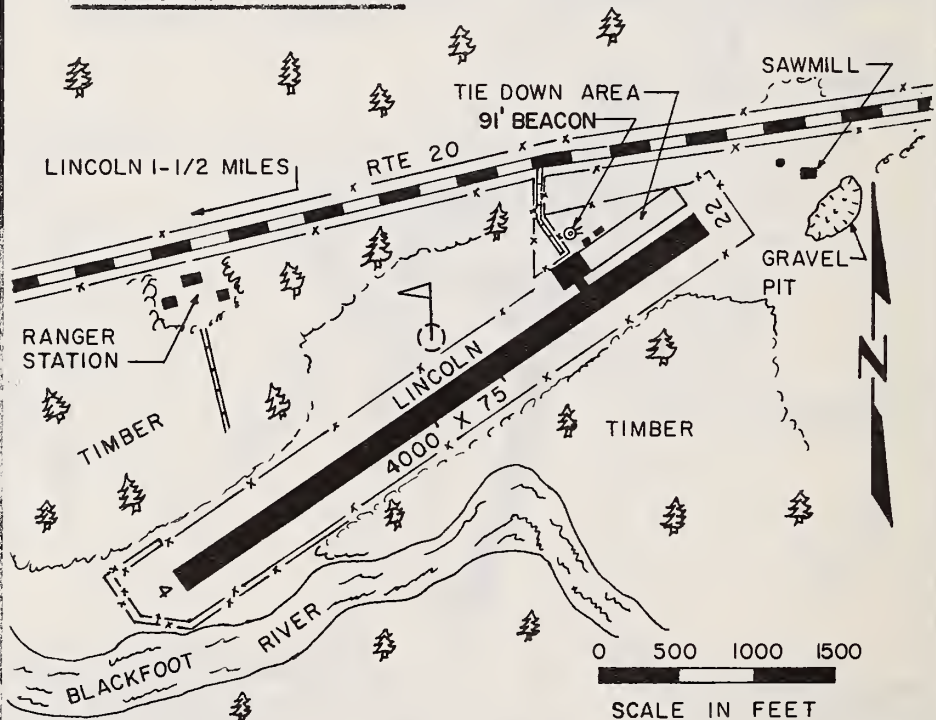 SAWMILL
TIE DOWN AREA
91' BEACON
LINCOLN 1-1/2 MILES
RTE 20
22
GRAVEL
PIT
RANGER
STATION
LINCOLN
4000 X 75
N
TIMBER
TIMBER
4
BLACKFOOT RIVER
0 500 1000 1500
SCALE IN FEET